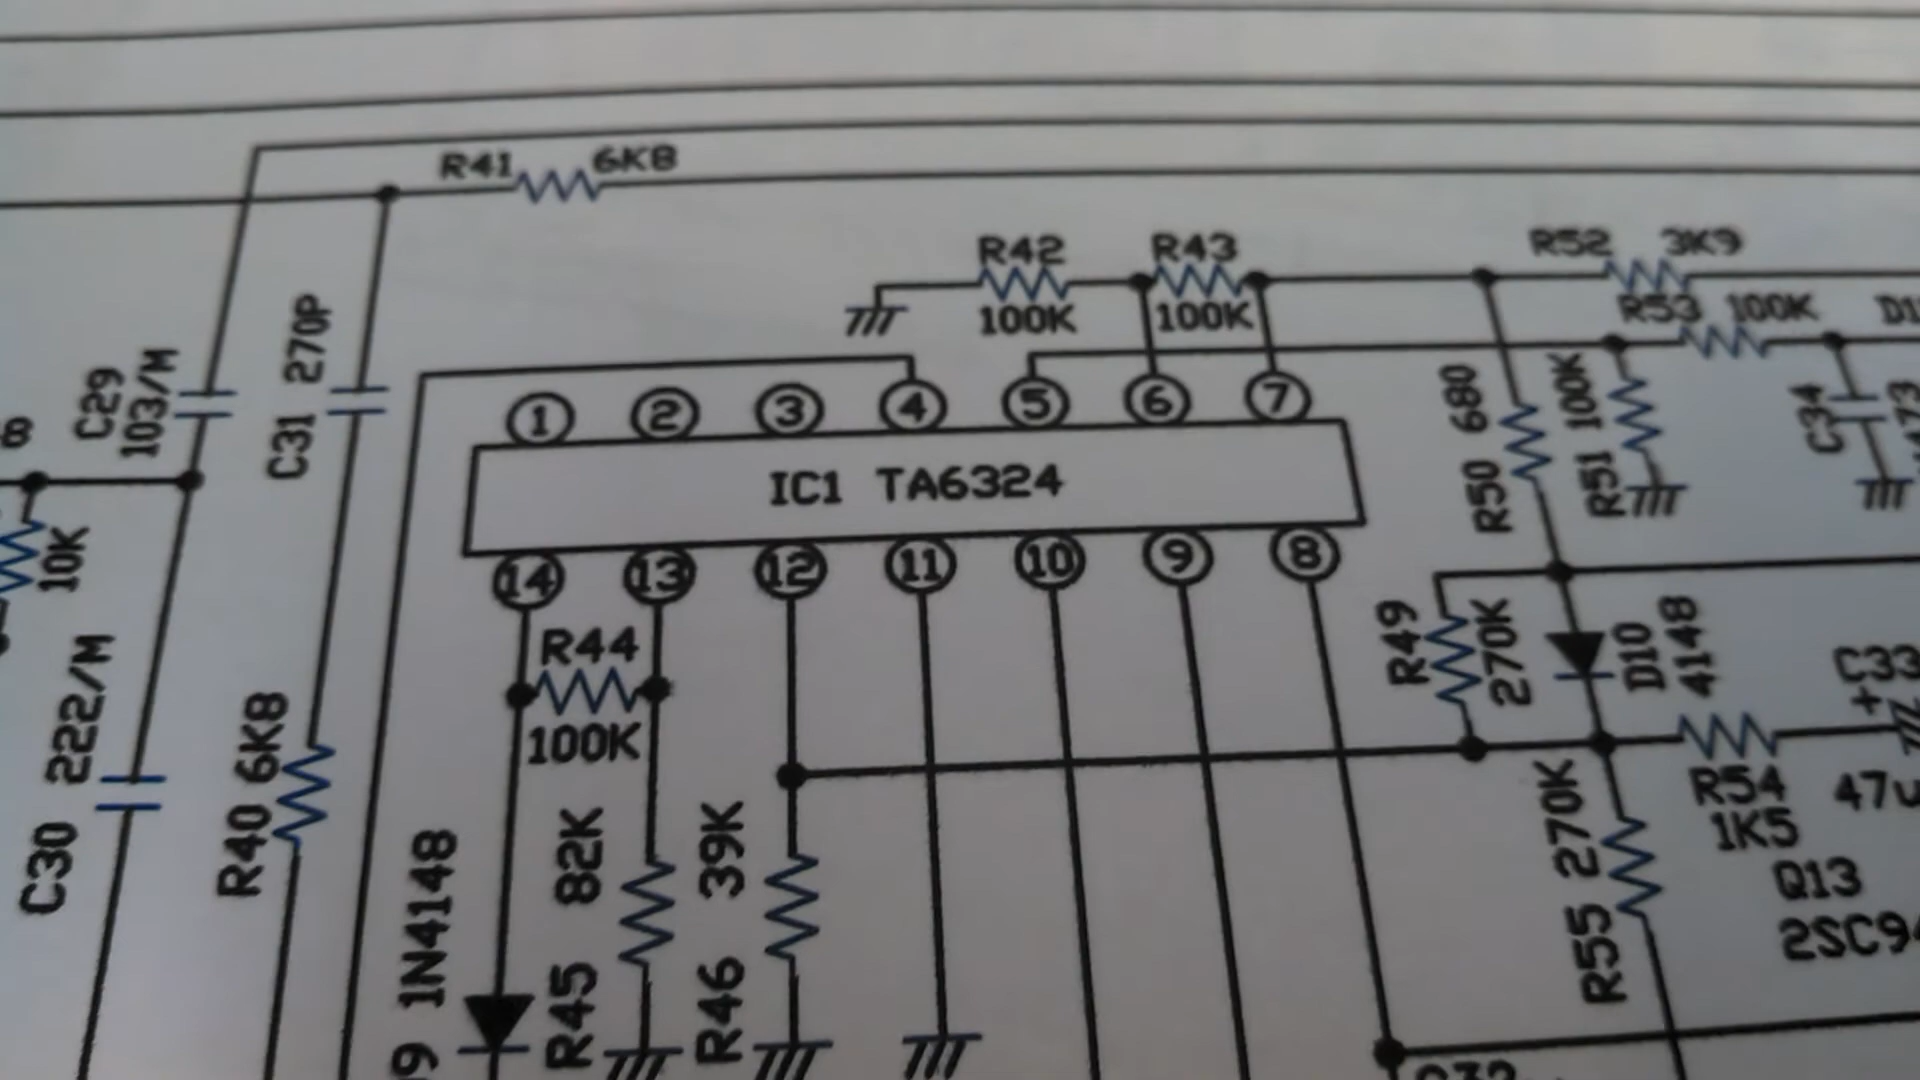 R41 6K8
R42
R43
R52 3K9
100K
100K
R53 100K
C31 270P
C29
103/M
R50 680
R51 100K
C34
1 2 3 4 5 6 7
IC1 TA6324
14 13 12 11 10 9 8
10K
R44
100K
R49
270K
D10
4148
C33
+
C30 222/M
R40 6K8
1N4148
R45 82K
R46 39K
R54
1K5
R55 270K
Q13